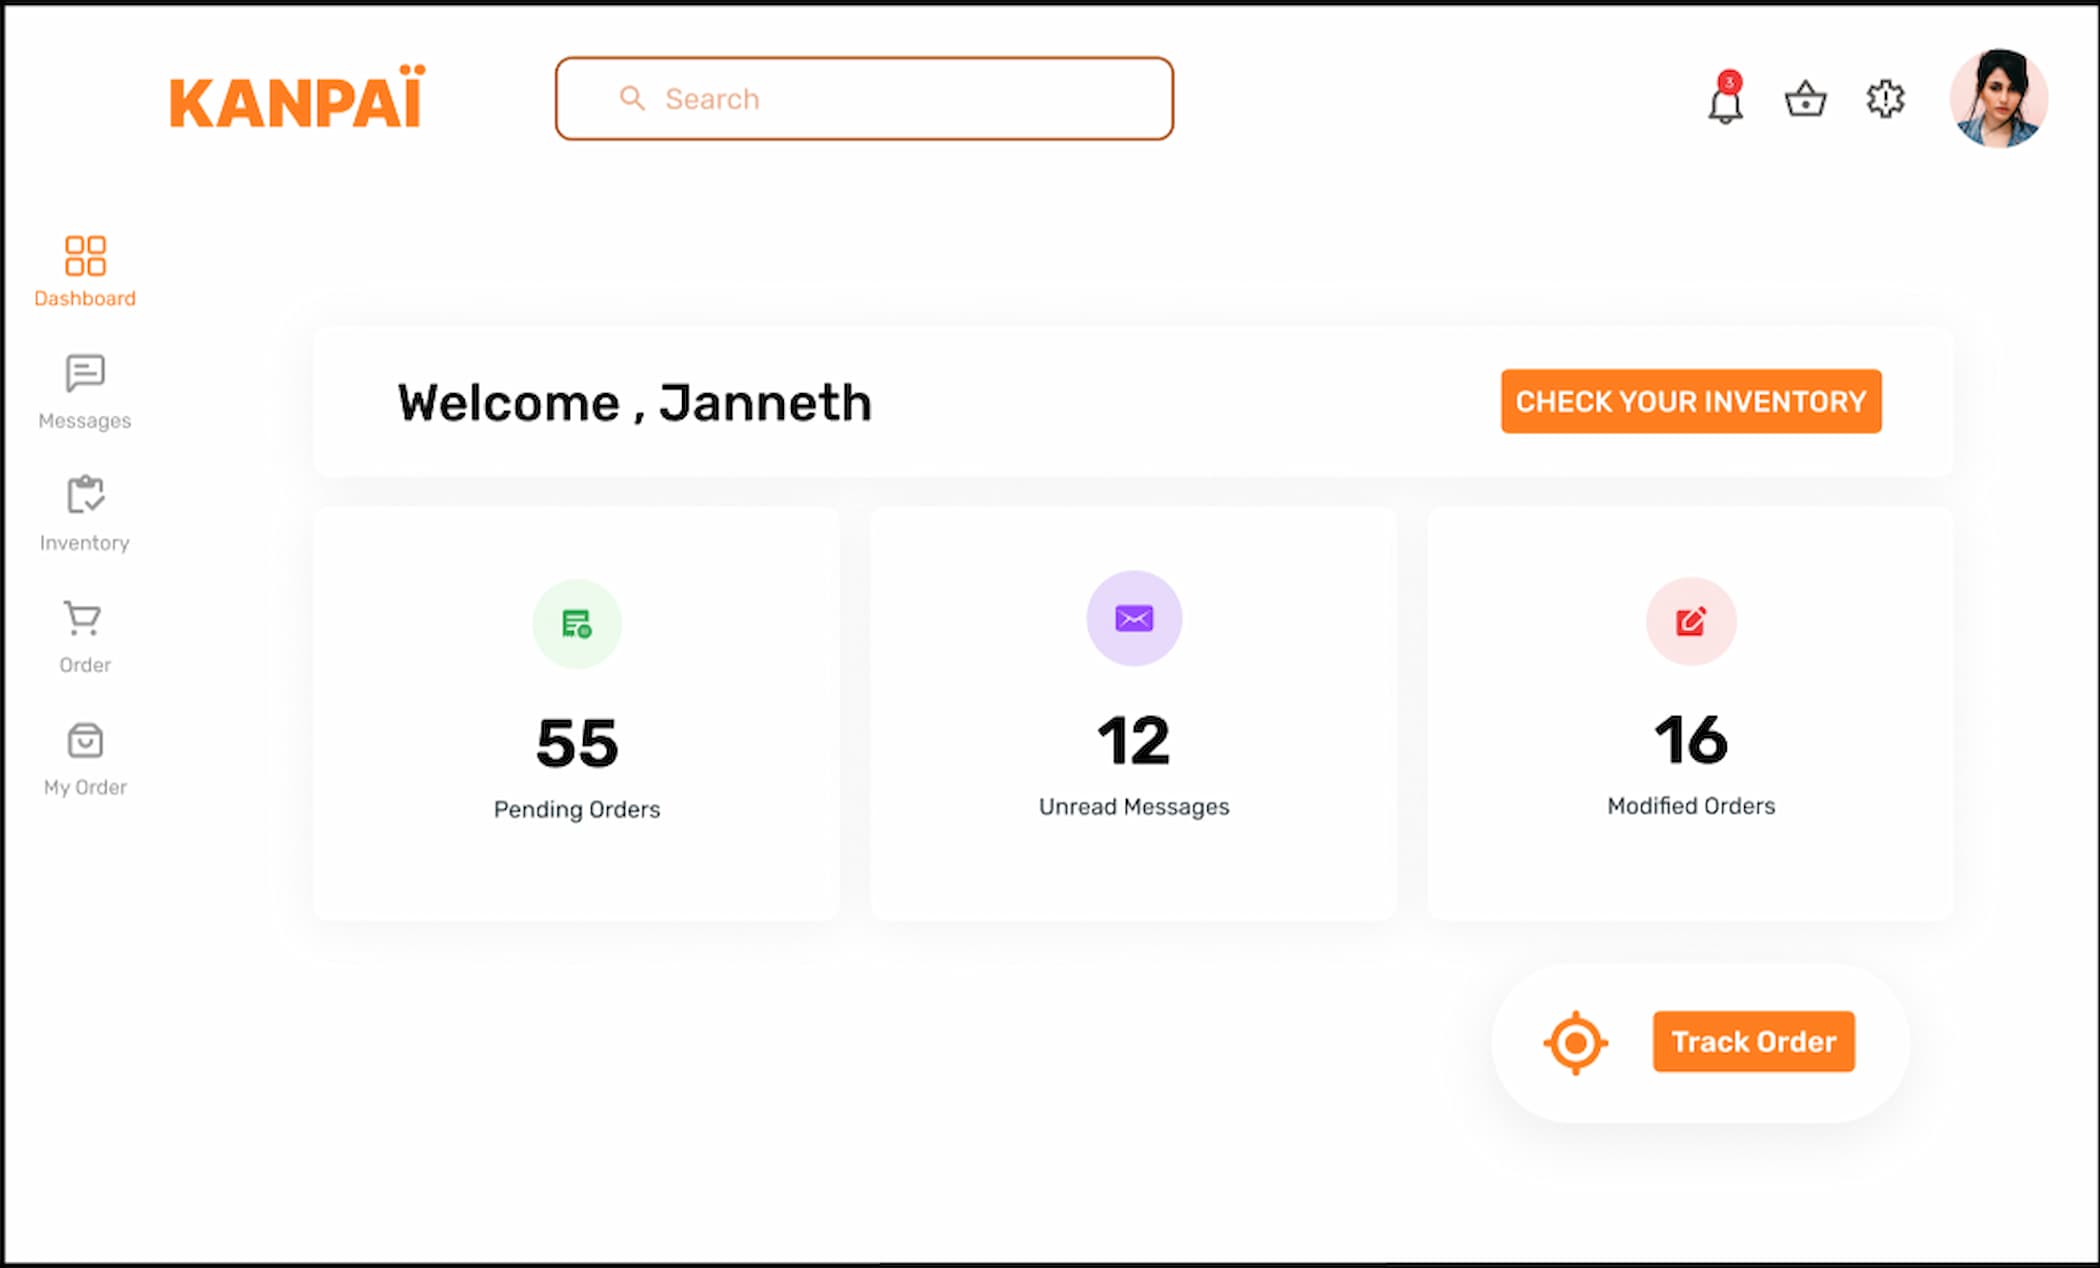 KANPAÏ
Search
3
Dashboard
Messages
Inventory
Order
My Order
Welcome , Janneth
CHECK YOUR INVENTORY
55
Pending Orders
12
Unread Messages
16
Modified Orders
Track Order